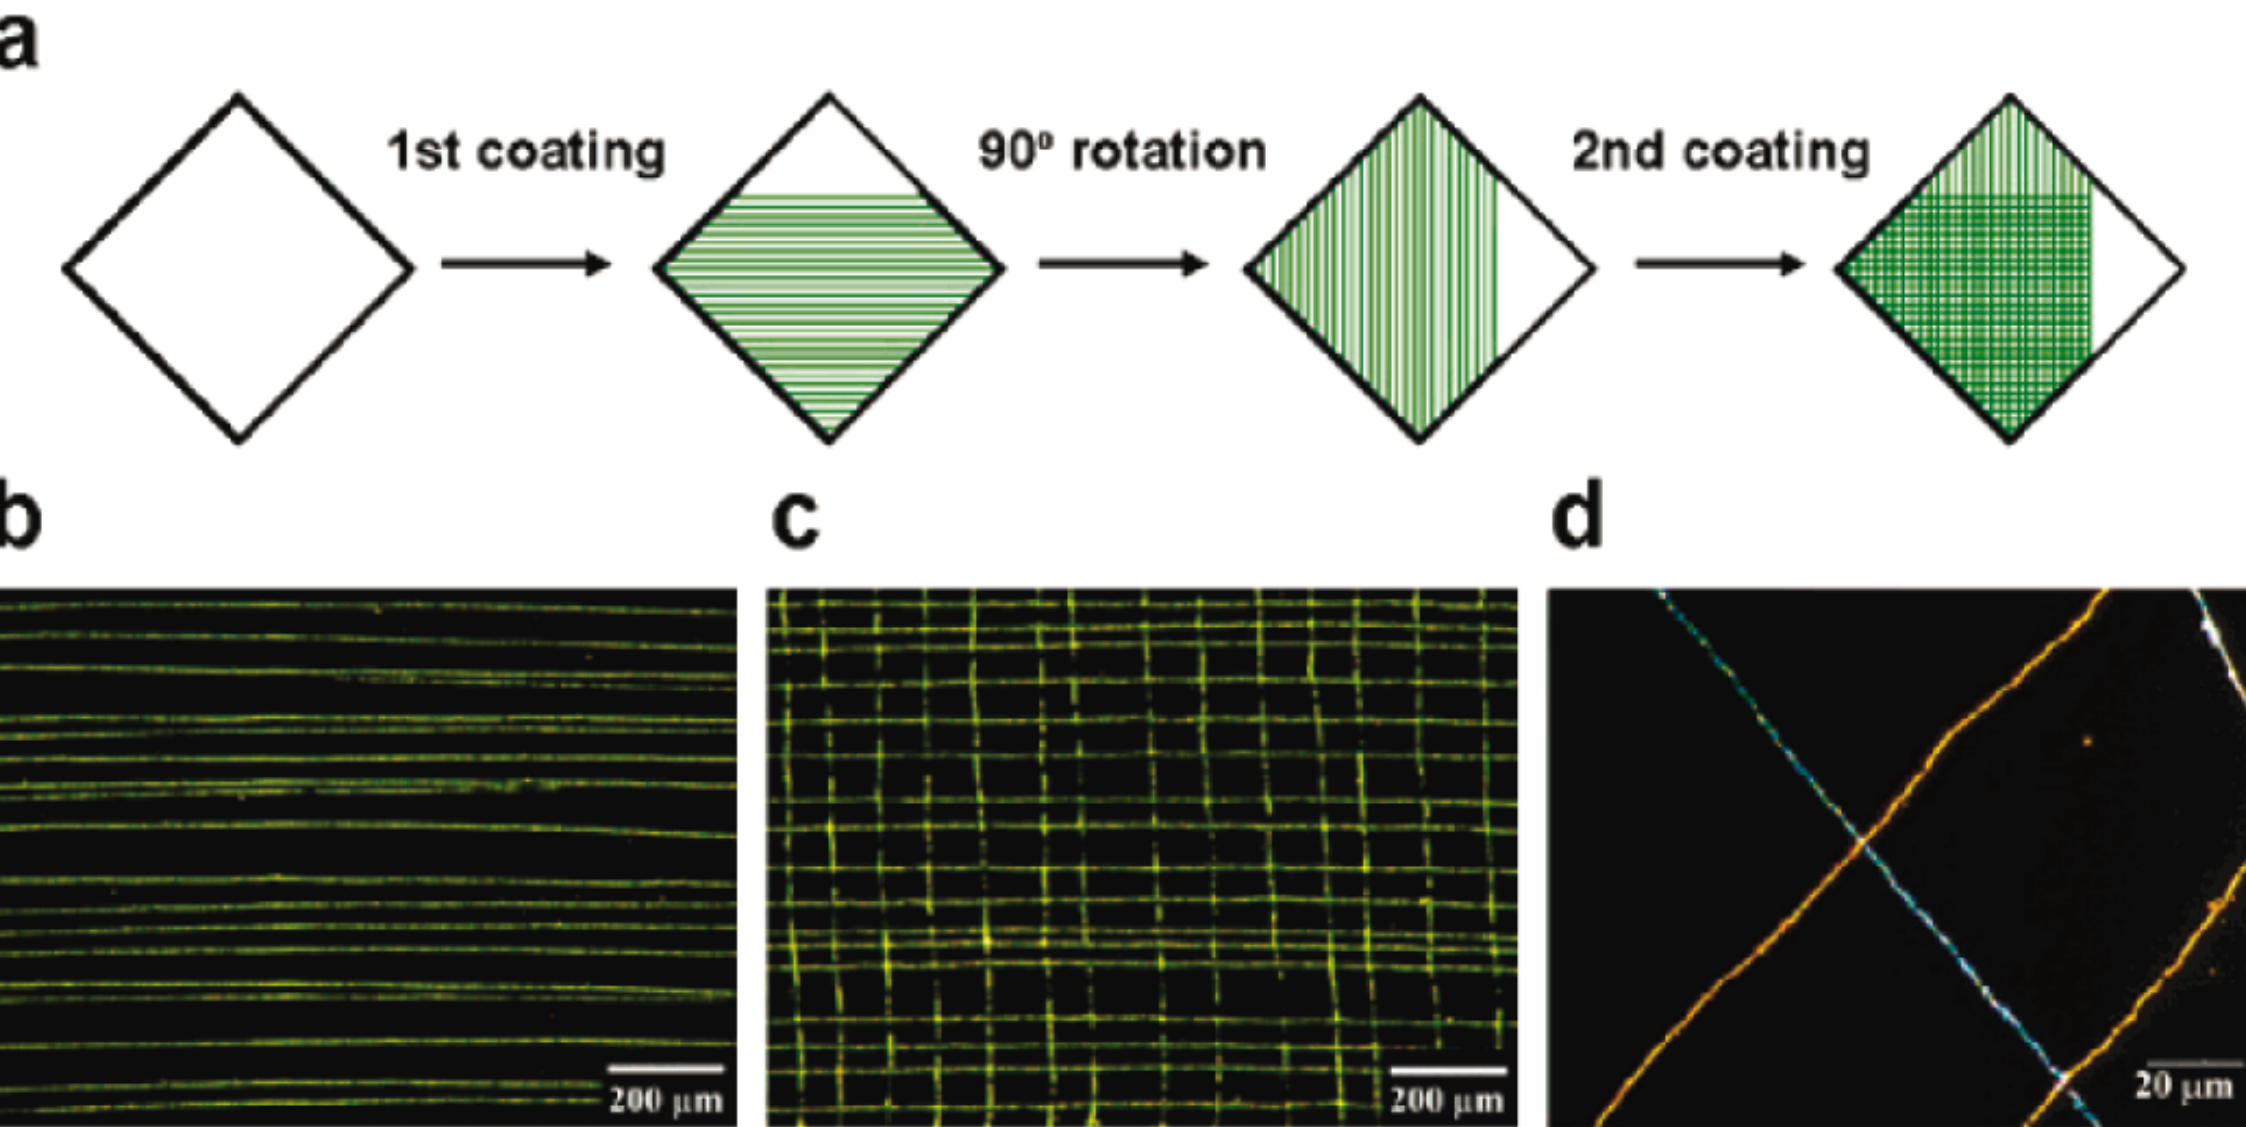 a
1st coating
90º rotation
2nd coating
b
c
d
200 µm
200 µm
20 µm